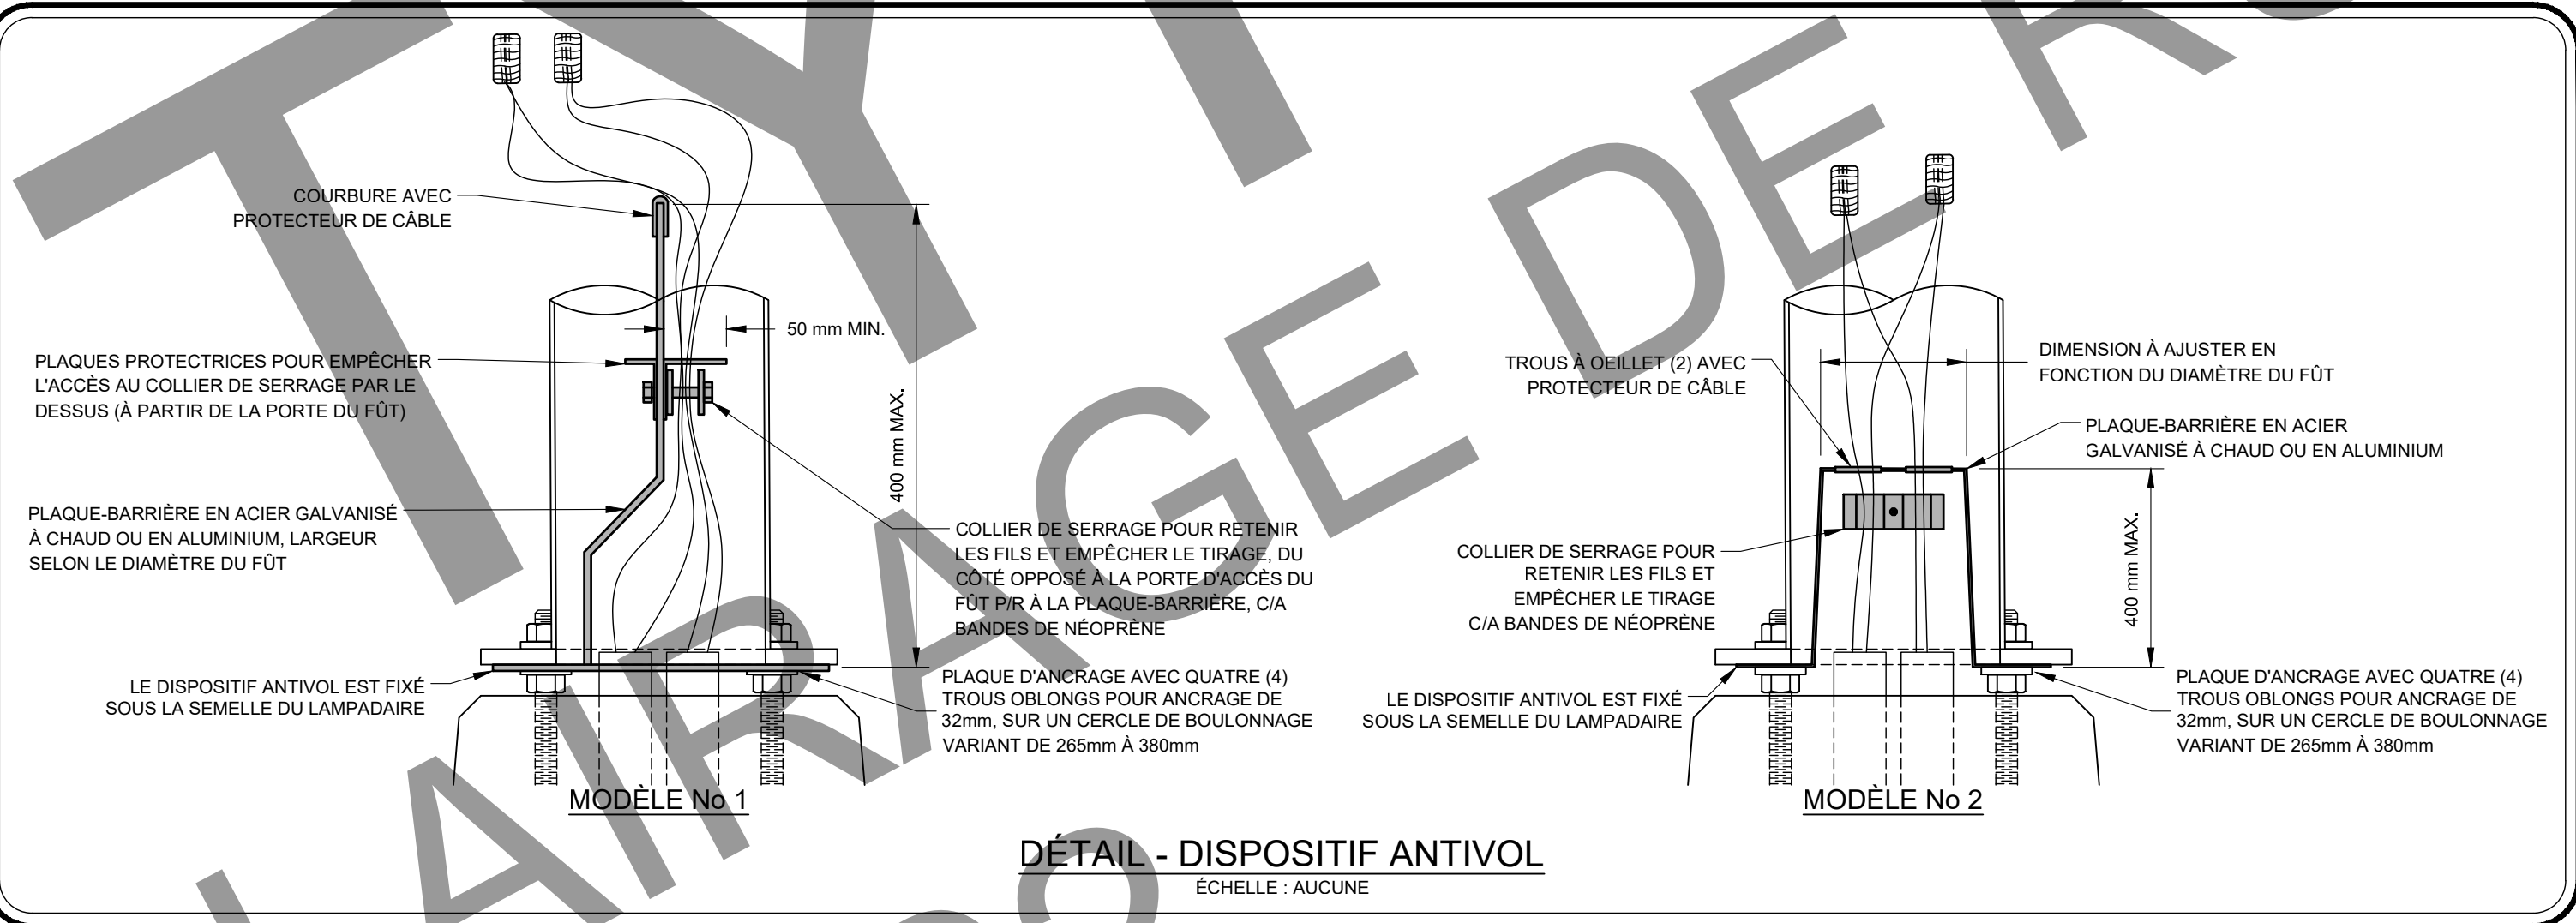 COURBURE AVEC
PROTECTEUR DE CÂBLE
50 mm MIN.
PLAQUES PROTECTRICES POUR EMPÊCHER
L'ACCÈS AU COLLIER DE SERRAGE PAR LE
DESSUS (À PARTIR DE LA PORTE DU FÛT)
400 mm MAX.
PLAQUE-BARRIÈRE EN ACIER GALVANISÉ
À CHAUD OU EN ALUMINIUM, LARGEUR
SELON LE DIAMÈTRE DU FÛT
COLLIER DE SERRAGE POUR RETENIR
LES FILS ET EMPÊCHER LE TIRAGE, DU
CÔTÉ OPPOSÉ À LA PORTE D'ACCÈS DU
FÛT P/R À LA PLAQUE-BARRIÈRE, C/A
BANDES DE NÉOPRÈNE
LE DISPOSITIF ANTIVOL EST FIXÉ
SOUS LA SEMELLE DU LAMPADAIRE
PLAQUE D'ANCRAGE AVEC QUATRE (4)
TROUS OBLONGS POUR ANCRAGE DE
32mm, SUR UN CERCLE DE BOULONNAGE
VARIANT DE 265mm À 380mm
MODÈLE No 1
TROUS À OEILLET (2) AVEC
PROTECTEUR DE CÂBLE
DIMENSION À AJUSTER EN
FONCTION DU DIAMÈTRE DU FÛT
PLAQUE-BARRIÈRE EN ACIER
GALVANISÉ À CHAUD OU EN ALUMINIUM
COLLIER DE SERRAGE POUR
RETENIR LES FILS ET
EMPÊCHER LE TIRAGE
C/A BANDES DE NÉOPRÈNE
400 mm MAX.
LE DISPOSITIF ANTIVOL EST FIXÉ
SOUS LA SEMELLE DU LAMPADAIRE
PLAQUE D'ANCRAGE AVEC QUATRE (4)
TROUS OBLONGS POUR ANCRAGE DE
32mm, SUR UN CERCLE DE BOULONNAGE
VARIANT DE 265mm À 380mm
MODÈLE No 2
DÉTAIL - DISPOSITIF ANTIVOL
ÉCHELLE : AUCUNE